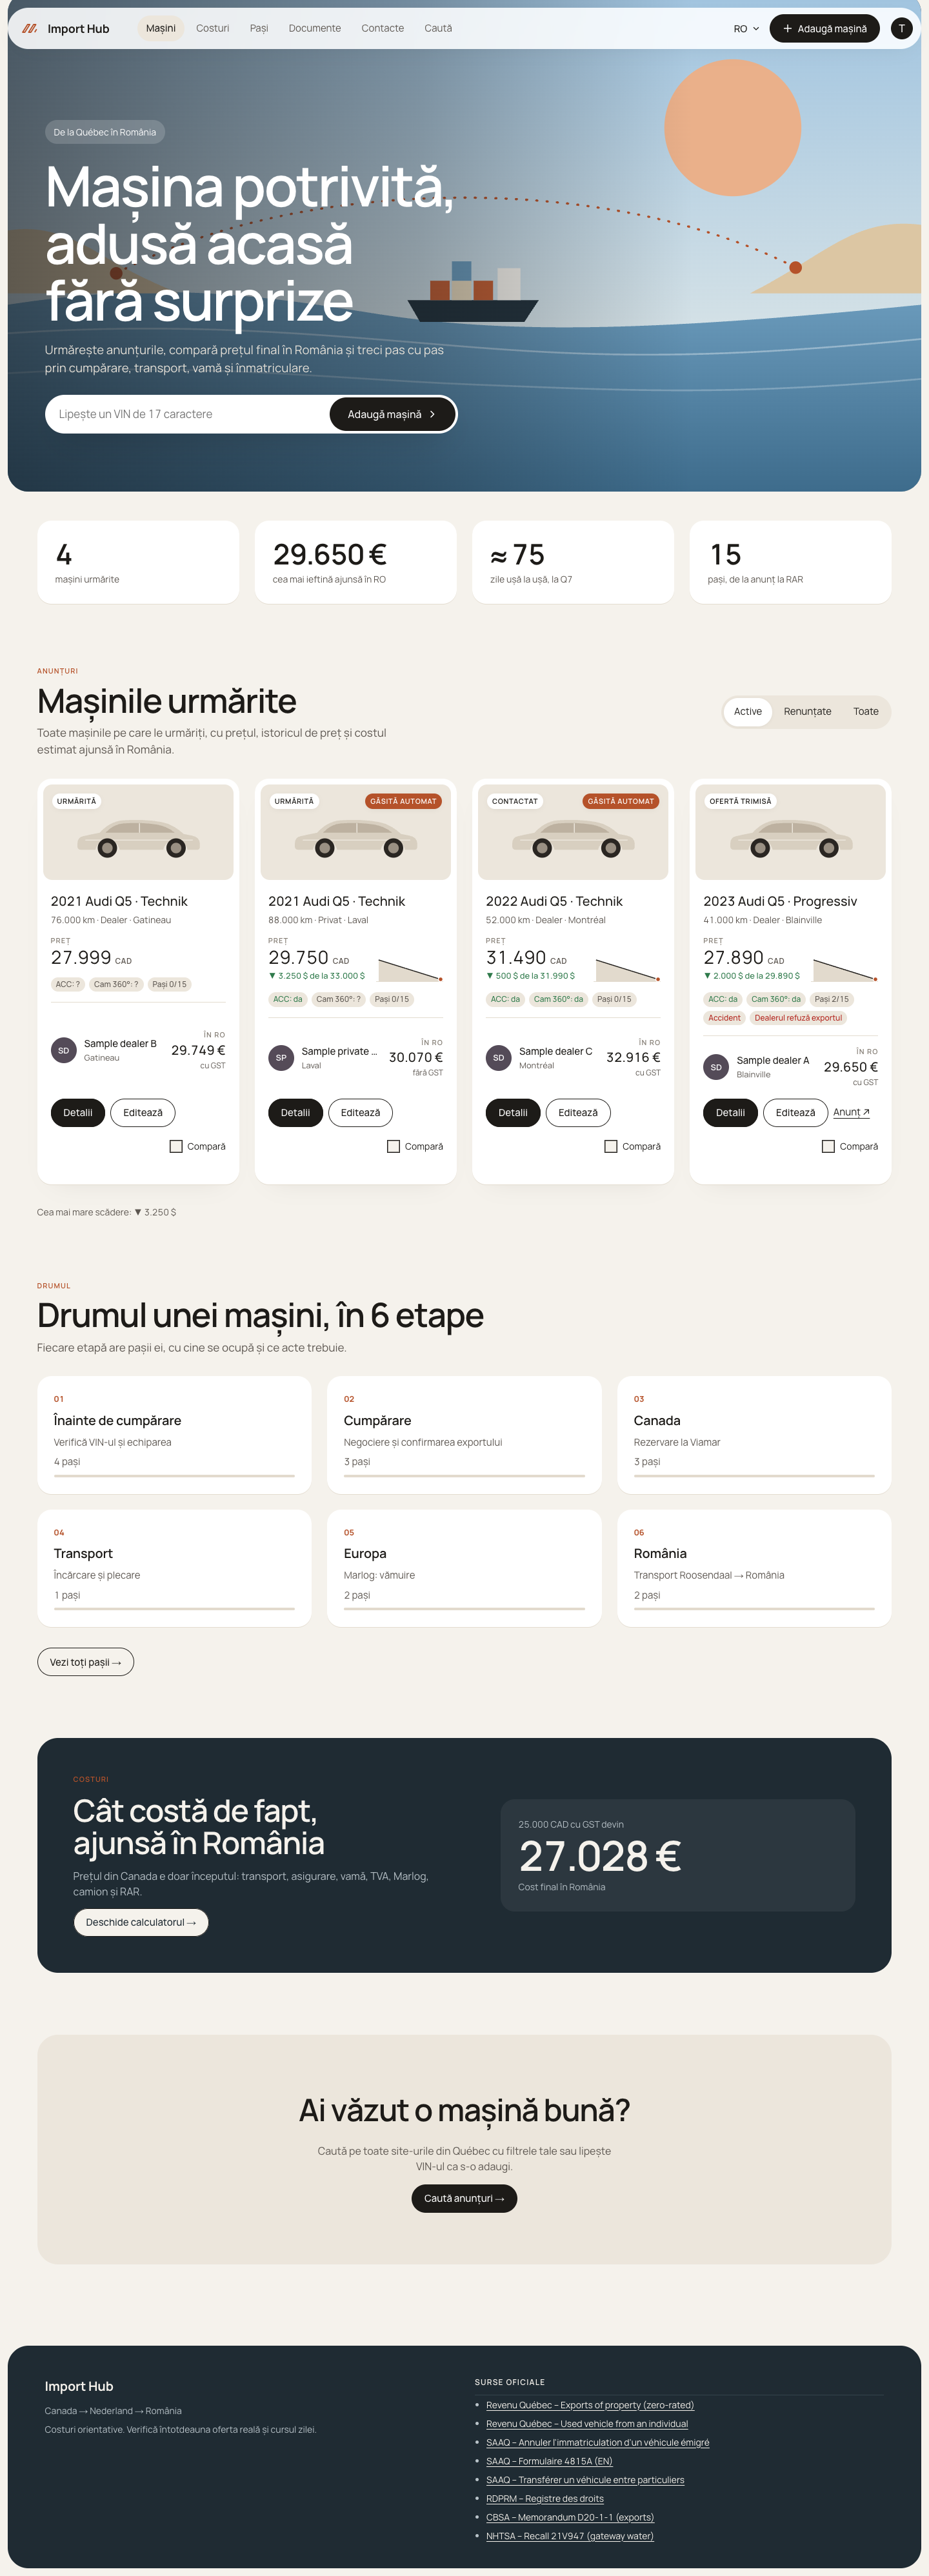 Import Hub
Mașini
Costuri
Pași
Documente
Contacte
Caută
RO
+ Adaugă mașină
T
De la Québec în România
Mașina potrivită,
adusă acasă
fără surprize
Urmărește anunțurile, compară prețul final în România și treci pas cu pas
prin cumpărare, transport, vamă și înmatriculare.
Lipește un VIN de 17 caractere
Adaugă mașină
4
mașini urmărite
29.650 €
cea mai ieftină ajunsă în RO
≈ 75
zile ușă la ușă, la Q7
15
pași, de la anunț la RAR
ANUNȚURI
Mașinile urmărite
Toate mașinile pe care le urmăriți, cu prețul, istoricul de preț și costul
estimat ajunsă în România.
Active
Renunțate
Toate
URMĂRITĂ
2021 Audi Q5 · Technik
76.000 km · Dealer · Gatineau
PREȚ
27.999 CAD
ACC: ?
Cam 360°: ?
Pași 0/15
SD
Sample dealer B
Gatineau
ÎN RO
29.749 €
cu GST
Detalii
Editează
Compară
URMĂRITĂ
GĂSITĂ AUTOMAT
2021 Audi Q5 · Technik
88.000 km · Privat · Laval
PREȚ
29.750 CAD
▼ 3.250 $ de la 33.000 $
ACC: da
Cam 360°: ?
Pași 0/15
SP
Sample private ...
Laval
ÎN RO
30.070 €
fără GST
Detalii
Editează
Compară
CONTACTAT
GĂSITĂ AUTOMAT
2022 Audi Q5 · Technik
52.000 km · Dealer · Montréal
PREȚ
31.490 CAD
▼ 500 $ de la 31.990 $
ACC: da
Cam 360°: da
Pași 0/15
SD
Sample dealer C
Montréal
ÎN RO
32.916 €
cu GST
Detalii
Editează
Compară
OFERTĂ TRIMISĂ
2023 Audi Q5 · Progressiv
41.000 km · Dealer · Blainville
PREȚ
27.890 CAD
▼ 2.000 $ de la 29.890 $
ACC: da
Cam 360°: da
Pași 2/15
Accident
Dealerul refuză exportul
SD
Sample dealer A
Blainville
ÎN RO
29.650 €
cu GST
Detalii
Editează
Anunț ↗
Compară
Cea mai mare scădere: ▼ 3.250 $
DRUMUL
Drumul unei mașini, în 6 etape
Fiecare etapă are pașii ei, cu cine se ocupă și ce acte trebuie.
01
Înainte de cumpărare
Verifică VIN-ul și echiparea
4 pași
02
Cumpărare
Negociere și confirmarea exportului
3 pași
03
Canada
Rezervare la Viamar
3 pași
04
Transport
Încărcare și plecare
1 pași
05
Europa
Marlog: vămuire
2 pași
06
România
Transport Roosendaal → România
2 pași
Vezi toți pașii →
COSTURI
Cât costă de fapt,
ajunsă în România
Prețul din Canada e doar începutul: transport, asigurare, vamă, TVA, Marlog,
camion și RAR.
Deschide calculatorul →
25.000 CAD cu GST devin
27.028 €
Cost final în România
Ai văzut o mașină bună?
Caută pe toate site-urile din Québec cu filtrele tale sau lipește
VIN-ul ca s-o adaugi.
Caută anunțuri →
Import Hub
Canada → Nederland → România
Costuri orientative. Verifică întotdeauna oferta reală și cursul zilei.
SURSE OFICIALE
Revenu Québec – Exports of property (zero-rated)
Revenu Québec – Used vehicle from an individual
SAAQ – Annuler l'immatriculation d'un véhicule émigré
SAAQ – Formulaire 4815A (EN)
SAAQ – Transférer un véhicule entre particuliers
RDPRM – Registre des droits
CBSA – Memorandum D20-1-1 (exports)
NHTSA – Recall 21V947 (gateway water)